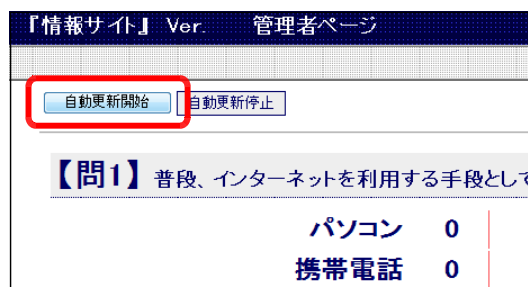 『情報サイト』 Ver. 管理者ページ
自動更新開始 自動更新停止
【問1】 普段、インターネットを利用する手段として
パソコン 0
携帯電話 0